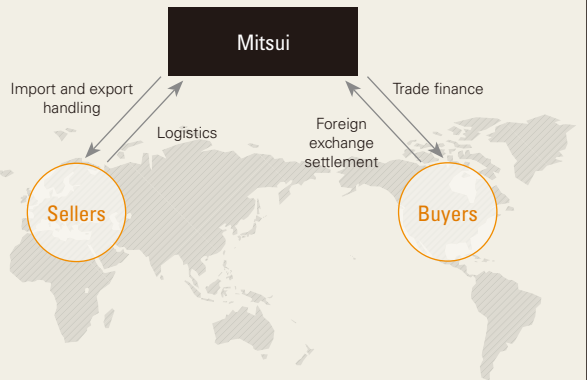 Mitsui
Import and export
handling
Trade finance
Logistics
Foreign
exchange
settlement
Sellers
Buyers